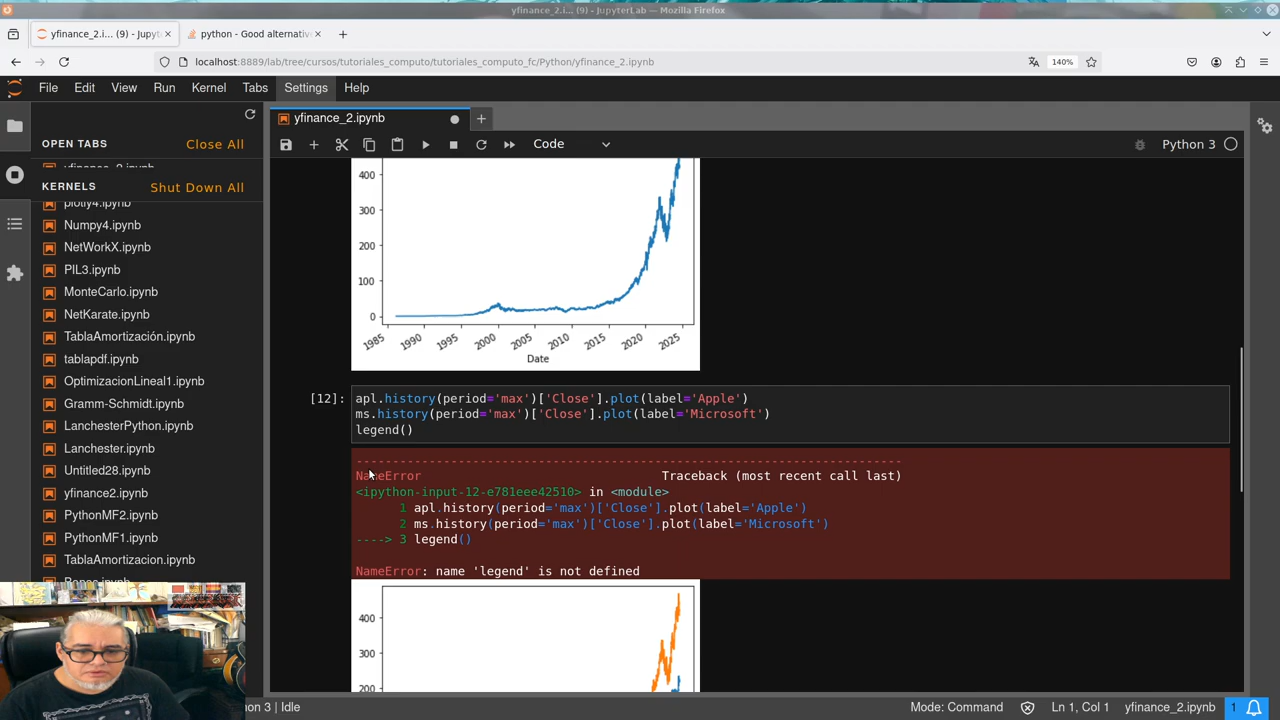 yfinance_2.i... (9) - JupyterLab — Mozilla Firefox
yfinance_2.i... (9) - Jupyt
python - Good alternativ
localhost:8889/lab/tree/cursos/tutoriales_computo/tutoriales_computo_fc/Python/yfinance_2.ipynb
140%
File Edit View Run Kernel Tabs Settings Help
OPEN TABS Close All
yfinance_2.ipynb
KERNELS Shut Down All
plotly4.ipynb
Numpy4.ipynb
NetWorkX.ipynb
PIL3.ipynb
MonteCarlo.ipynb
NetKarate.ipynb
TablaAmortización.ipynb
tablapdf.ipynb
OptimizacionLineal1.ipynb
Gramm-Schmidt.ipynb
LanchesterPython.ipynb
Lanchester.ipynb
Untitled28.ipynb
yfinance2.ipynb
PythonMF2.ipynb
PythonMF1.ipynb
TablaAmortizacion.ipynb
yfinance_2.ipynb
Code
Python 3
400
300
200
100
0
1985 1990 1995 2000 2005 2010 2015 2020 2025
Date
[12]: apl.history(period='max')['Close'].plot(label='Apple')
ms.history(period='max')['Close'].plot(label='Microsoft')
legend()
---------------------------------------------------------------------------
NameError Traceback (most recent call last)
<ipython-input-12-e781eee42510> in <module>
1 apl.history(period='max')['Close'].plot(label='Apple')
2 ms.history(period='max')['Close'].plot(label='Microsoft')
----> 3 legend()
NameError: name 'legend' is not defined
400
300
200
hon 3 | Idle
Mode: Command
Ln 1, Col 1
yfinance_2.ipynb
1